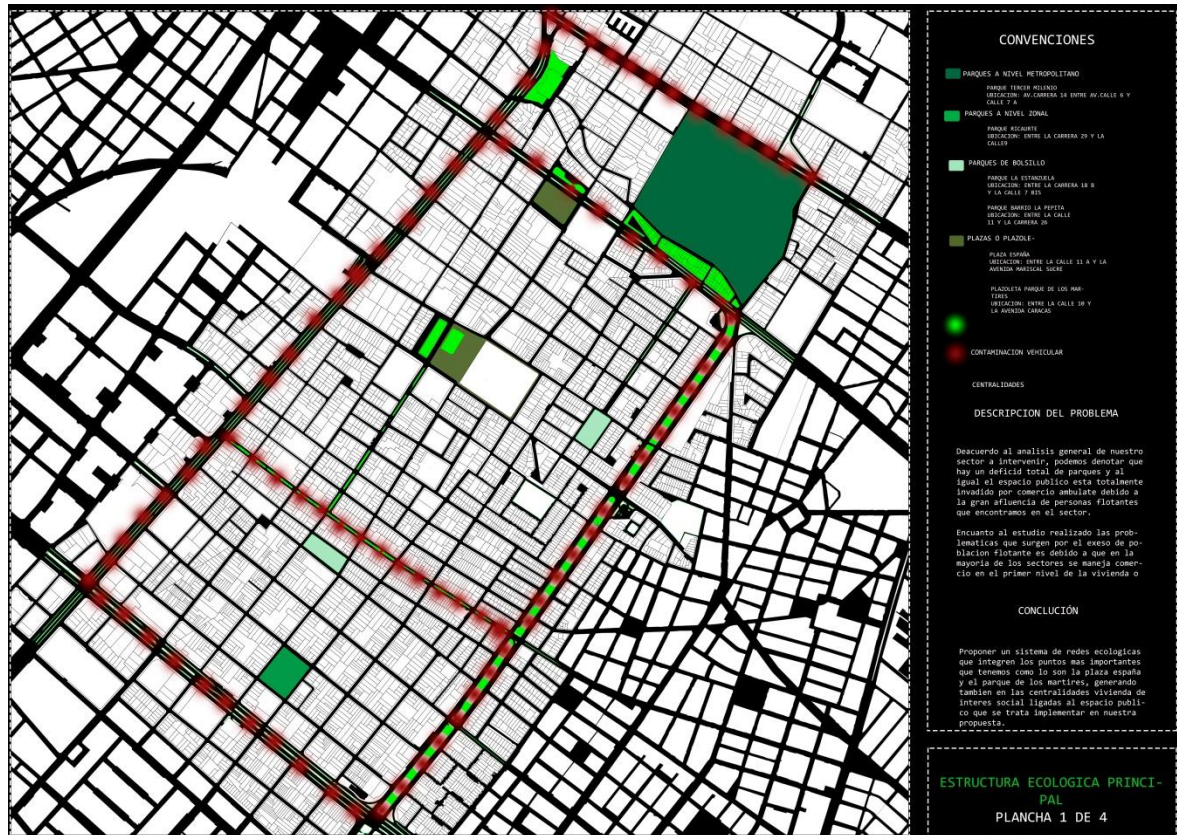 CONVENCIONES
PARQUES A NIVEL METROPOLITANO
PARQUE TERCER MILENIO
UBICACION: AV.CARRERA 14 ENTRE AV.CALLE 6 Y
CALLE 7 A
PARQUES A NIVEL ZONAL
PARQUE RICAURTE
UBICACION: ENTRE LA CARRERA 29 Y LA
CALLE9
PARQUES DE BOLSILLO
PARQUE LA ESTANZUELA
UBICACION: ENTRE LA CARRERA 18 B
Y LA CALLE 7 BIS
PARQUE BARRIO LA PEPITA
UBICACION: ENTRE LA CALLE
11 Y LA CARRERA 26
PLAZAS O PLAZOLE-
PLAZA ESPAÑA
UBICACION: ENTRE LA CALLE 11 A Y LA
AVENIDA MARISCAL SUCRE
PLAZOLETA PARQUE DE LOS MAR-
TIRES
UBICACION: ENTRE LA CALLE 10 Y
LA AVENIDA CARACAS
CONTAMINACION VEHICULAR
CENTRALIDADES
DESCRIPCION DEL PROBLEMA
Deacuerdo al analisis general de nuestro
sector a intervenir, podemos denotar que
hay un deficid total de parques y al
igual el espacio publico esta totalmente
invadido por comercio ambulate debido a
la gran afluencia de personas flotantes
que encontramos en el sector.
Encuanto al estudio realizado las prob-
lematicas que surgen por el exeso de po-
blacion flotante es debido a que en la
mayoria de los sectores se maneja comer-
cio en el primer nivel de la vivienda o
CONCLUCIÓN
Proponer un sistema de redes ecologicas
que integren los puntos mas importantes
que tenemos como lo son la plaza españa
y el parque de los martires, generando
tambien en las centralidades vivienda de
interes social ligadas al espacio publi-
co que se trata implementar en nuestra
propuesta.
ESTRUCTURA ECOLOGICA PRINCI-
PAL
PLANCHA 1 DE 4